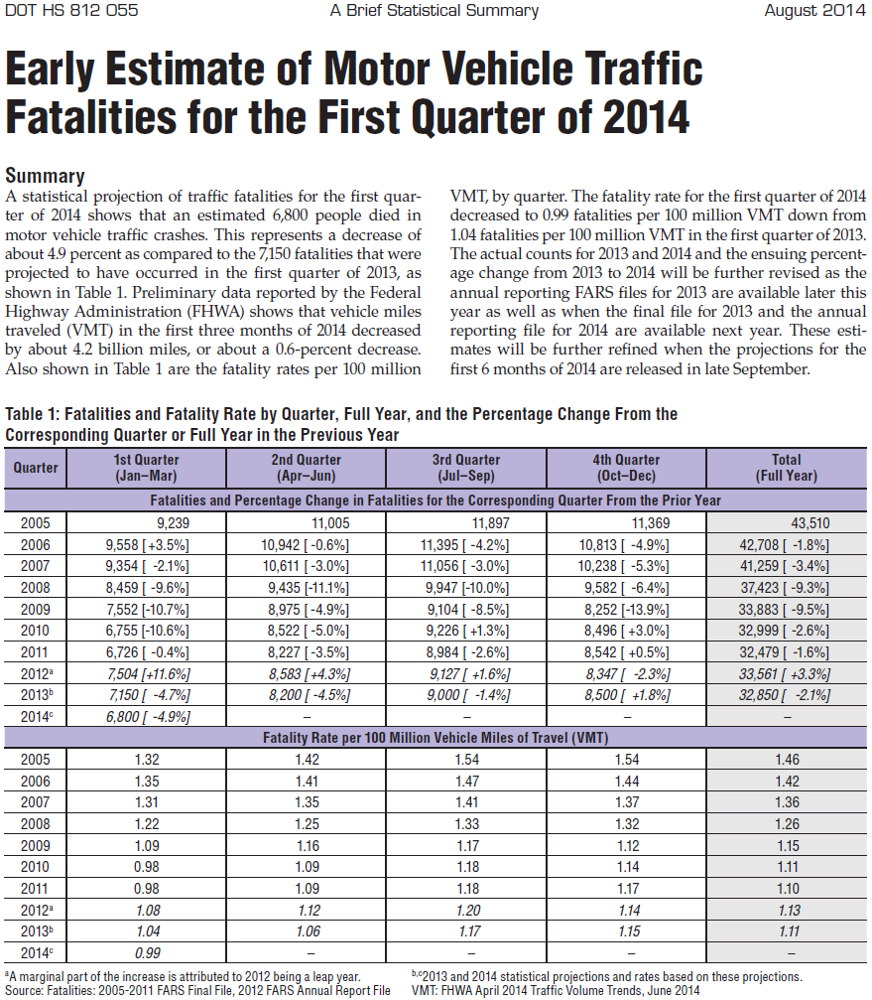 DOT HS 812 055 A Brief Statistical Summary August 2014
Early Estimate of Motor Vehicle Traffic
Fatalities for the First Quarter of 2014
Summary
A statistical projection of traffic fatalities for the first quar-
ter of 2014 shows that an estimated 6,800 people died in
motor vehicle traffic crashes. This represents a decrease of
about 4.9 percent as compared to the 7,150 fatalities that were
projected to have occurred in the first quarter of 2013, as
shown in Table 1. Preliminary data reported by the Federal
Highway Administration (FHWA) shows that vehicle miles
traveled (VMT) in the first three months of 2014 decreased
by about 4.2 billion miles, or about a 0.6-percent decrease.
Also shown in Table 1 are the fatality rates per 100 million
VMT, by quarter. The fatality rate for the first quarter of 2014
decreased to 0.99 fatalities per 100 million VMT down from
1.04 fatalities per 100 million VMT in the first quarter of 2013.
The actual counts for 2013 and 2014 and the ensuing percent-
age change from 2013 to 2014 will be further revised as the
annual reporting FARS files for 2013 are available later this
year as well as when the final file for 2013 and the annual
reporting file for 2014 are available next year. These esti-
mates will be further refined when the projections for the
first 6 months of 2014 are released in late September.
Table 1: Fatalities and Fatality Rate by Quarter, Full Year, and the Percentage Change From the
Corresponding Quarter or Full Year in the Previous Year
Quarter 1st Quarter (Jan–Mar) 2nd Quarter (Apr–Jun) 3rd Quarter (Jul–Sep) 4th Quarter (Oct–Dec) Total (Full Year)
Fatalities and Percentage Change in Fatalities for the Corresponding Quarter From the Prior Year
2005 9,239 11,005 11,897 11,369 43,510
2006 9,558 [+3.5%] 10,942 [ -0.6%] 11,395 [ -4.2%] 10,813 [ -4.9%] 42,708 [ -1.8%]
2007 9,354 [ -2.1%] 10,611 [ -3.0%] 11,056 [ -3.0%] 10,238 [ -5.3%] 41,259 [ -3.4%]
2008 8,459 [ -9.6%] 9,435 [-11.1%] 9,947 [-10.0%] 9,582 [ -6.4%] 37,423 [ -9.3%]
2009 7,552 [-10.7%] 8,975 [ -4.9%] 9,104 [ -8.5%] 8,252 [-13.9%] 33,883 [ -9.5%]
2010 6,755 [-10.6%] 8,522 [ -5.0%] 9,226 [ +1.3%] 8,496 [ +3.0%] 32,999 [ -2.6%]
2011 6,726 [ -0.4%] 8,227 [ -3.5%] 8,984 [ -2.6%] 8,542 [ +0.5%] 32,479 [ -1.6%]
2012ᵃ 7,504 [+11.6%] 8,583 [+4.3%] 9,127 [ +1.6%] 8,347 [ -2.3%] 33,561 [ +3.3%]
2013ᵇ 7,150 [ -4.7%] 8,200 [ -4.5%] 9,000 [ -1.4%] 8,500 [ +1.8%] 32,850 [ -2.1%]
2014ᶜ 6,800 [ -4.9%] – – – –
Fatality Rate per 100 Million Vehicle Miles of Travel (VMT)
2005 1.32 1.42 1.54 1.54 1.46
2006 1.35 1.41 1.47 1.44 1.42
2007 1.31 1.35 1.41 1.37 1.36
2008 1.22 1.25 1.33 1.32 1.26
2009 1.09 1.16 1.17 1.12 1.15
2010 0.98 1.09 1.18 1.14 1.11
2011 0.98 1.09 1.18 1.17 1.10
2012ᵃ 1.08 1.12 1.20 1.14 1.13
2013ᵇ 1.04 1.06 1.17 1.15 1.11
2014ᶜ 0.99 – – – –
ᵃA marginal part of the increase is attributed to 2012 being a leap year. ᵇ,ᶜ2013 and 2014 statistical projections and rates based on these projections.
Source: Fatalities: 2005-2011 FARS Final File, 2012 FARS Annual Report File VMT: FHWA April 2014 Traffic Volume Trends, June 2014